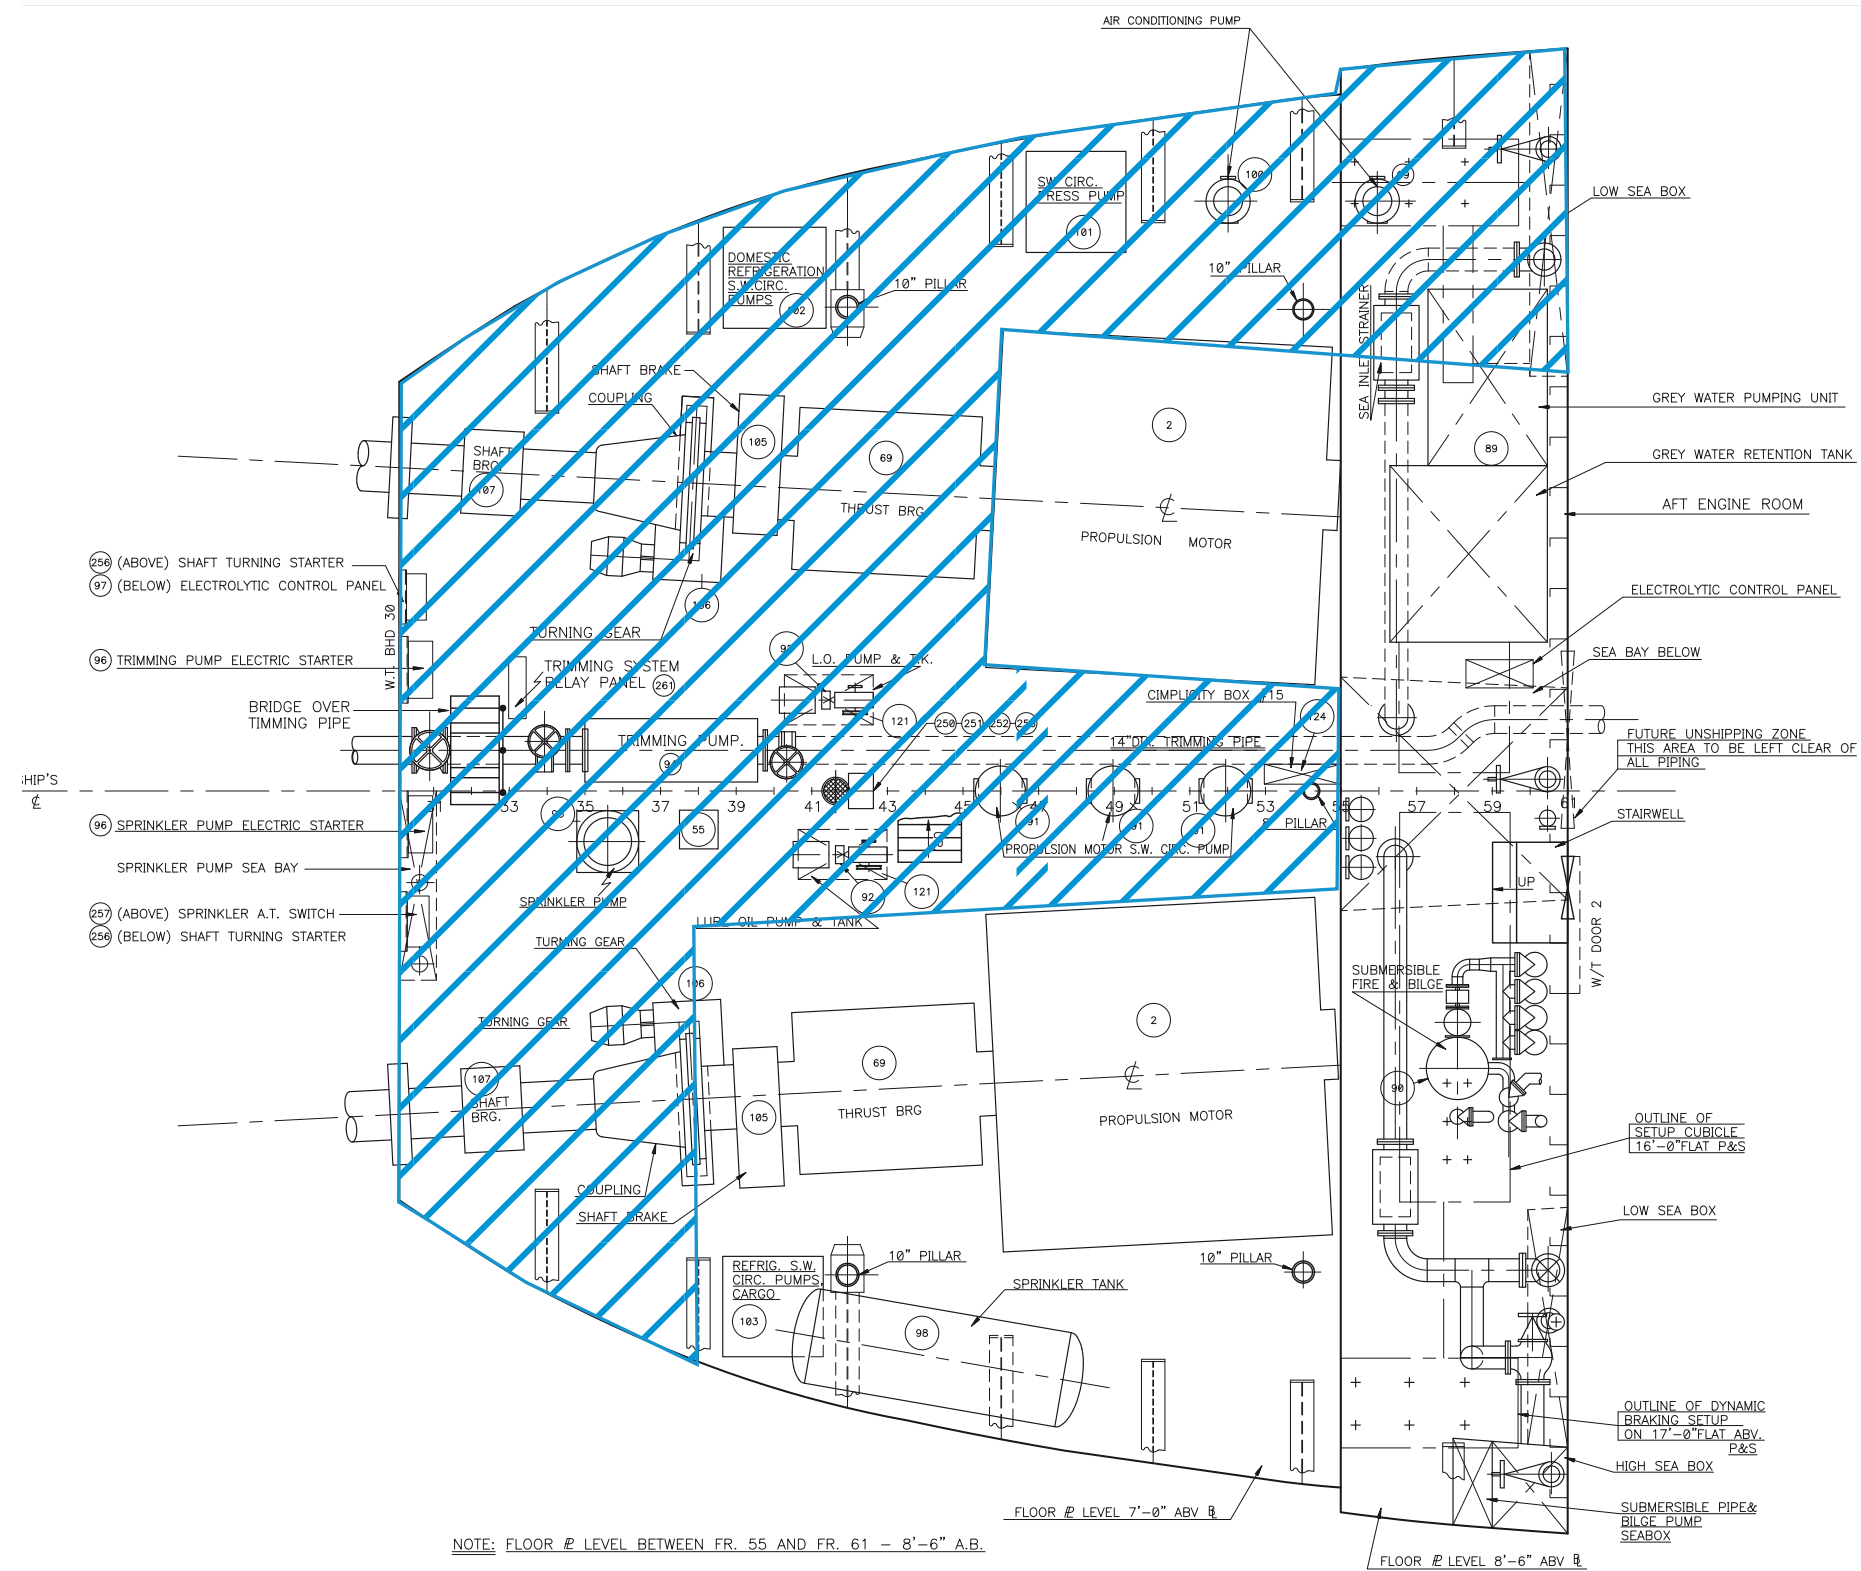 AIR CONDITIONING PUMP
LOW SEA BOX
SW CIRC.
PRESS PUMP
101
100
DOMESTIC
REFRIGERATION
S.W.CIRC.
PUMPS
10” PILLAR
10” PILLAR
SEA INLET STRAINER
SHAFT BRAKE
COUPLING
GREY WATER PUMPING UNIT
GREY WATER RETENTION TANK
AFT ENGINE ROOM
89
2
105
69
SHAFT
BRG.
107
THRUST BRG
PROPULSION MOTOR
256 (ABOVE) SHAFT TURNING STARTER
97 (BELOW) ELECTROLYTIC CONTROL PANEL
W.T. BHD 30
106
TURNING GEAR
ELECTROLYTIC CONTROL PANEL
96 TRIMMING PUMP ELECTRIC STARTER
TRIMMING SYSTEM
RELAY PANEL 261
L.O. PUMP & T.K.
SEA BAY BELOW
BRIDGE OVER
TIMMING PIPE
CIMPLICITY BOX #15
124
121
250 251 252 253
TRIMMING PUMP.
14"DIA. TRIMMING PIPE
FUTURE UNSHIPPING ZONE
THIS AREA TO BE LEFT CLEAR OF
ALL PIPING
SHIP'S
℄
31 33 35 37 39 41 43 45 47 49 51 53 55 57 59 61
96 SPRINKLER PUMP ELECTRIC STARTER
55
91 91 91
8" PILLAR
STAIRWELL
PROPULSION MOTOR S.W. CIRC. PUMP
SPRINKLER PUMP SEA BAY
UP
SPRINKLER PUMP
92
121
257 (ABOVE) SPRINKLER A.T. SWITCH
256 (BELOW) SHAFT TURNING STARTER
LUBE OIL PUMP & TANK
TURNING GEAR
W/T DOOR 2
SUBMERSIBLE
FIRE & BILGE
106
TURNING GEAR
2
69
107
SHAFT
BRG.
105
THRUST BRG
PROPULSION MOTOR
90
OUTLINE OF
SETUP CUBICLE
16'-0"FLAT P&S
COUPLING
SHAFT BRAKE
LOW SEA BOX
REFRIG. S.W.
CIRC. PUMPS.
CARGO
103
10” PILLAR
10” PILLAR
SPRINKLER TANK
98
OUTLINE OF DYNAMIC
BRAKING SETUP
ON 17'-0"FLAT ABV.
P&S
HIGH SEA BOX
SUBMERSIBLE PIPE&
BILGE PUMP
SEABOX
FLOOR ⅊ LEVEL 7'-0" ABV ℄
NOTE: FLOOR ⅊ LEVEL BETWEEN FR. 55 AND FR. 61 – 8'-6" A.B.
FLOOR ⅊ LEVEL 8'-6" ABV